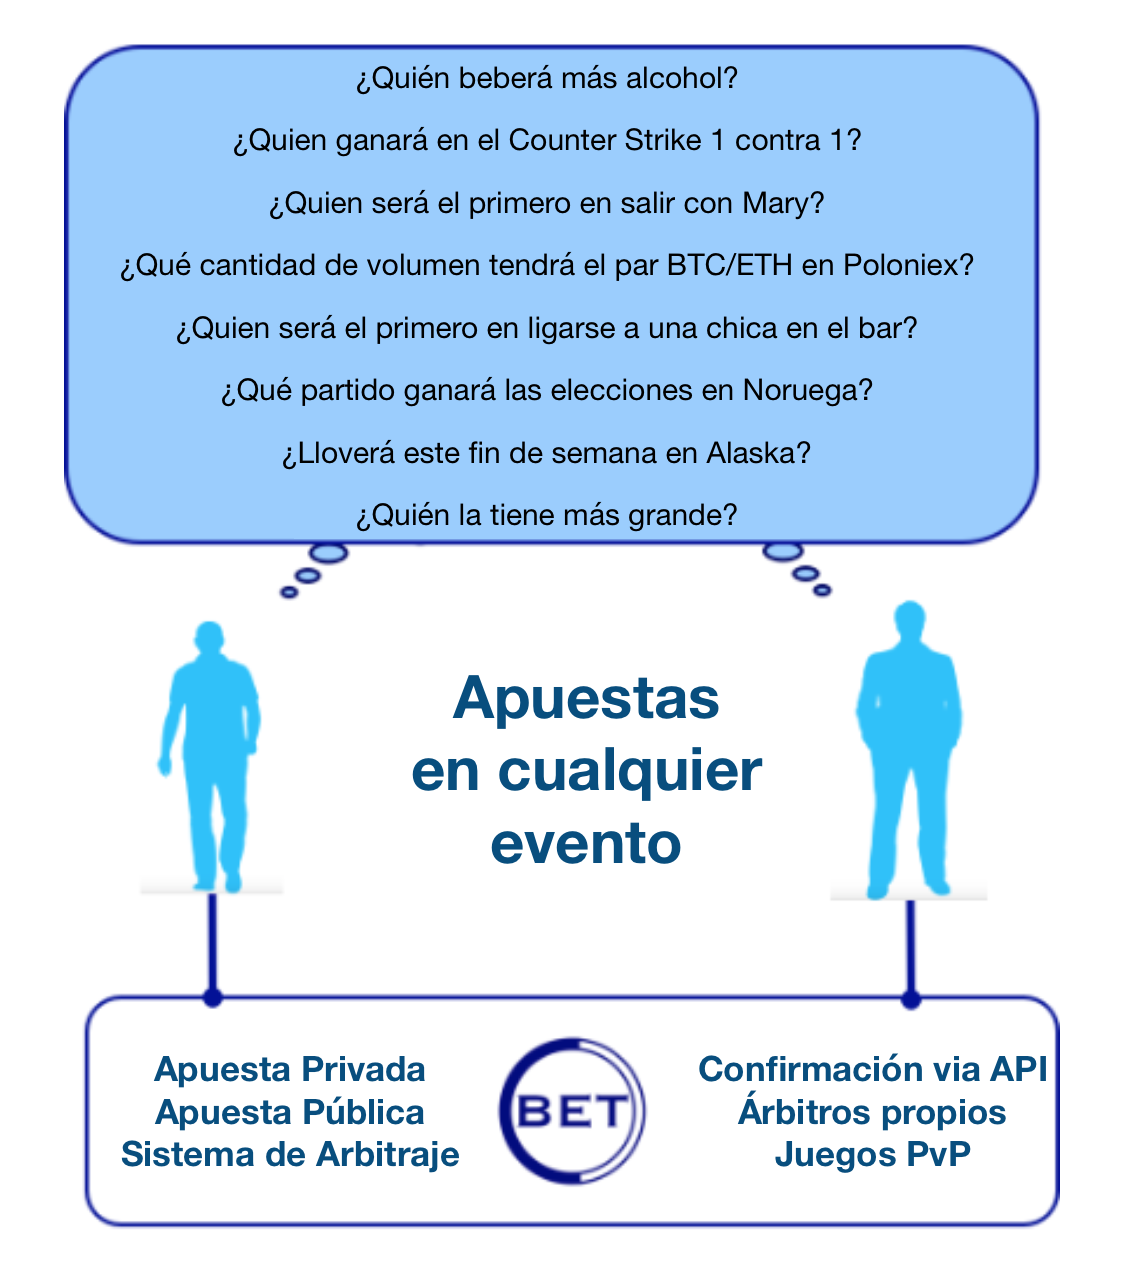 ¿Quién beberá más alcohol?
¿Quien ganará en el Counter Strike 1 contra 1?
¿Quien será el primero en salir con Mary?
¿Qué cantidad de volumen tendrá el par BTC/ETH en Poloniex?
¿Quien será el primero en ligarse a una chica en el bar?
¿Qué partido ganará las elecciones en Noruega?
¿Lloverá este fin de semana en Alaska?
¿Quién la tiene más grande?
Apuestas
en cualquier
evento
Apuesta Privada
Apuesta Pública
Sistema de Arbitraje
BET
Confirmación via API
Árbitros propios
Juegos PvP